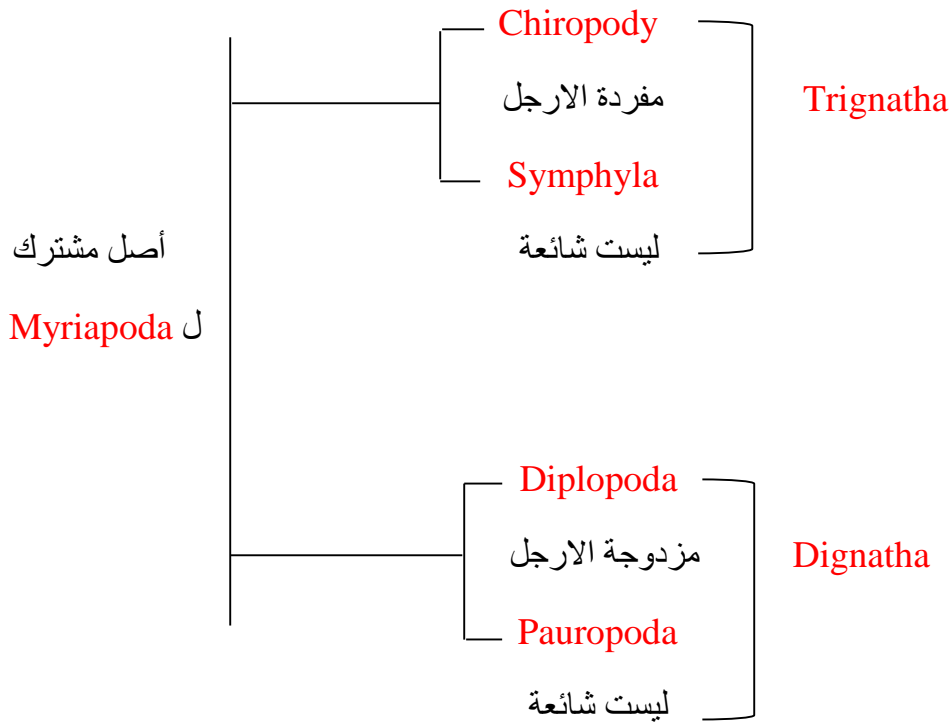 Chiropody
مفردة الارجل
Trignatha
Symphyla
ليست شائعة
أصل مشترك
ل Myriapoda
Diplopoda
مزدوجة الارجل
Dignatha
Pauropoda
ليست شائعة